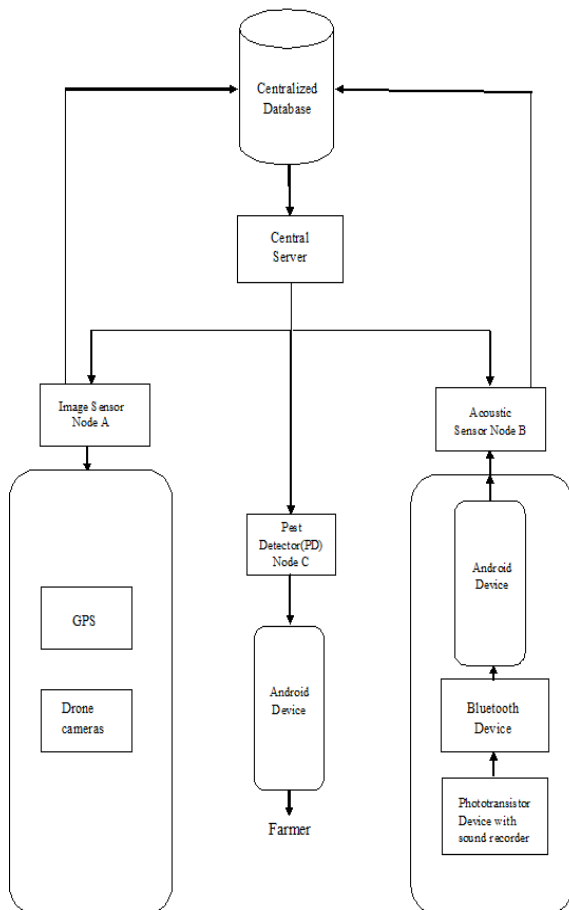 Centralized
Database
Central
Server
Image Sensor
Node A
Acoustic
Sensor Node B
Pest
Detector(PD)
Node C
GPS
Drone
cameras
Android
Device
Farmer
Android
Device
Bluetooth
Device
Phototransistor
Device with
sound recorder